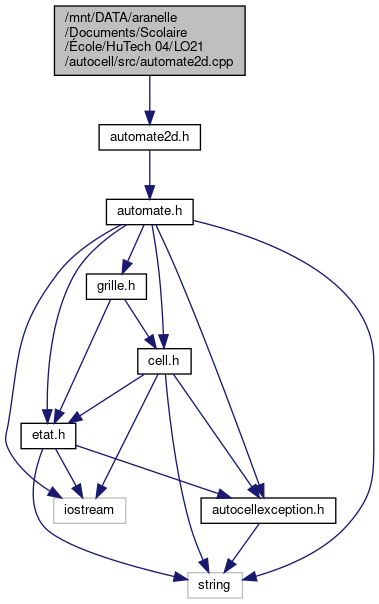 /mnt/DATA/aranelle
/Documents/Scolaire
/École/HuTech 04/LO21
/autocell/src/automate2d.cpp
automate2d.h
automate.h
grille.h
cell.h
etat.h
iostream
autocellexception.h
string